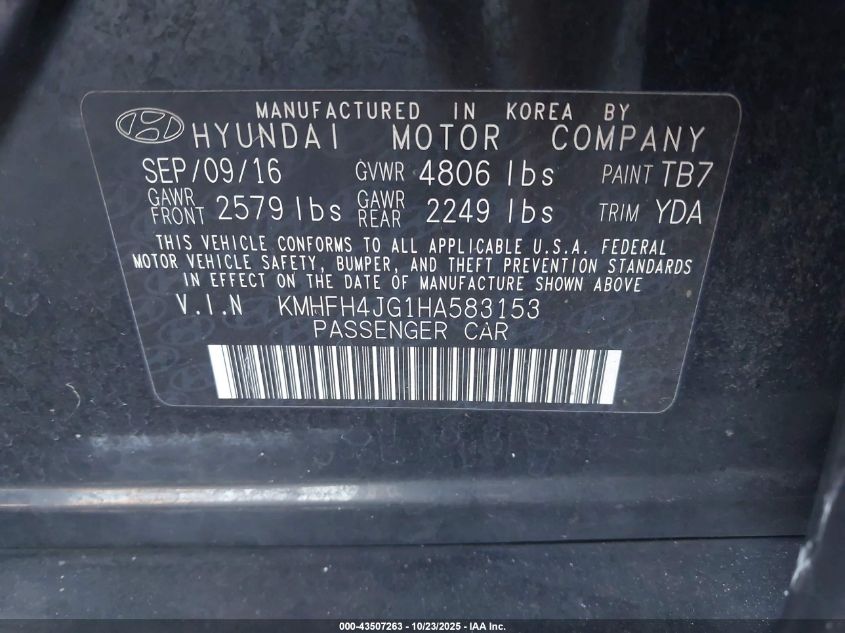 MANUFACTURED IN KOREA BY
HYUNDAI MOTOR COMPANY
SEP/09/16 GVWR 4806 lbs PAINT TB7
GAWR FRONT 2579 lbs GAWR REAR 2249 lbs TRIM YDA
THIS VEHICLE CONFORMS TO ALL APPLICABLE U.S.A. FEDERAL
MOTOR VEHICLE SAFETY, BUMPER, AND THEFT PREVENTION STANDARDS
IN EFFECT ON THE DATE OF MANUFACTURE SHOWN ABOVE
V.I.N KMHFH4JG1HA583153
PASSENGER CAR
000-43507263 - 10/23/2025 - IAA Inc.